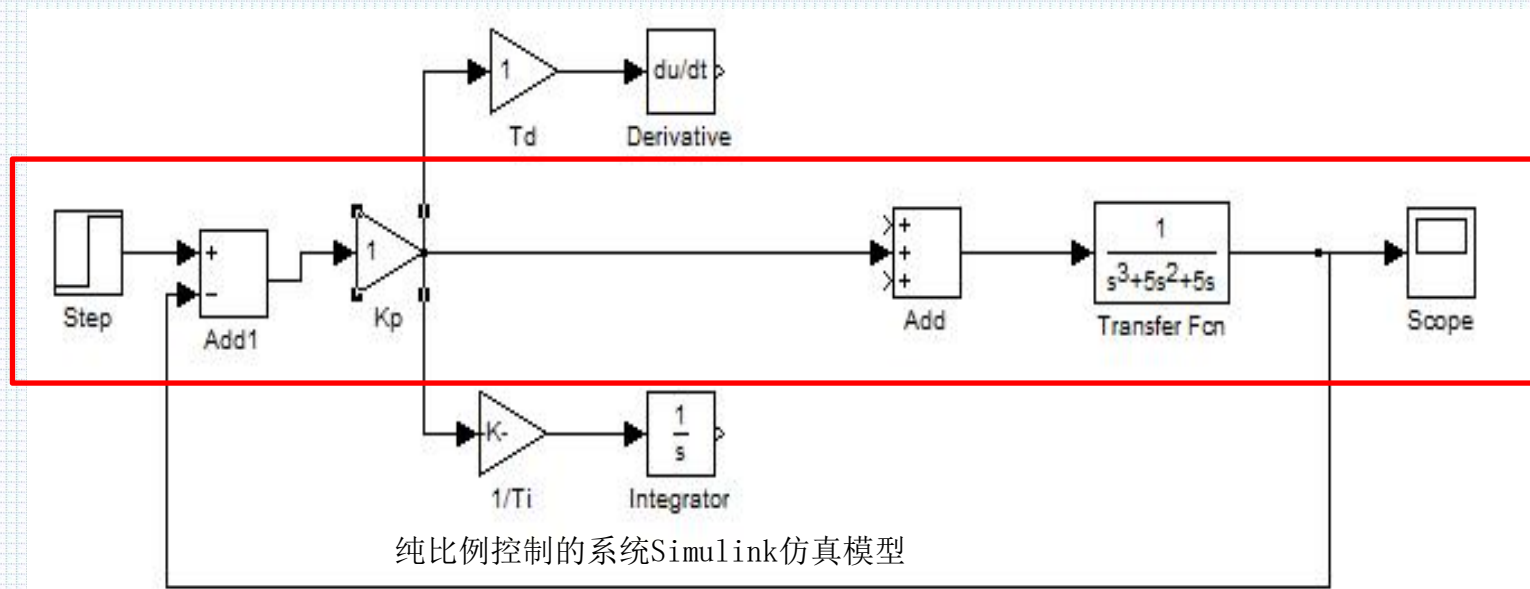 1
du/dt
Td
Derivative
Step
+
−
Add1
1
Kp
+
+
+
Add
1
s3+5s2+5s
Transfer Fcn
Scope
-K-
1/Ti
1
s
Integrator
纯比例控制的系统Simulink仿真模型